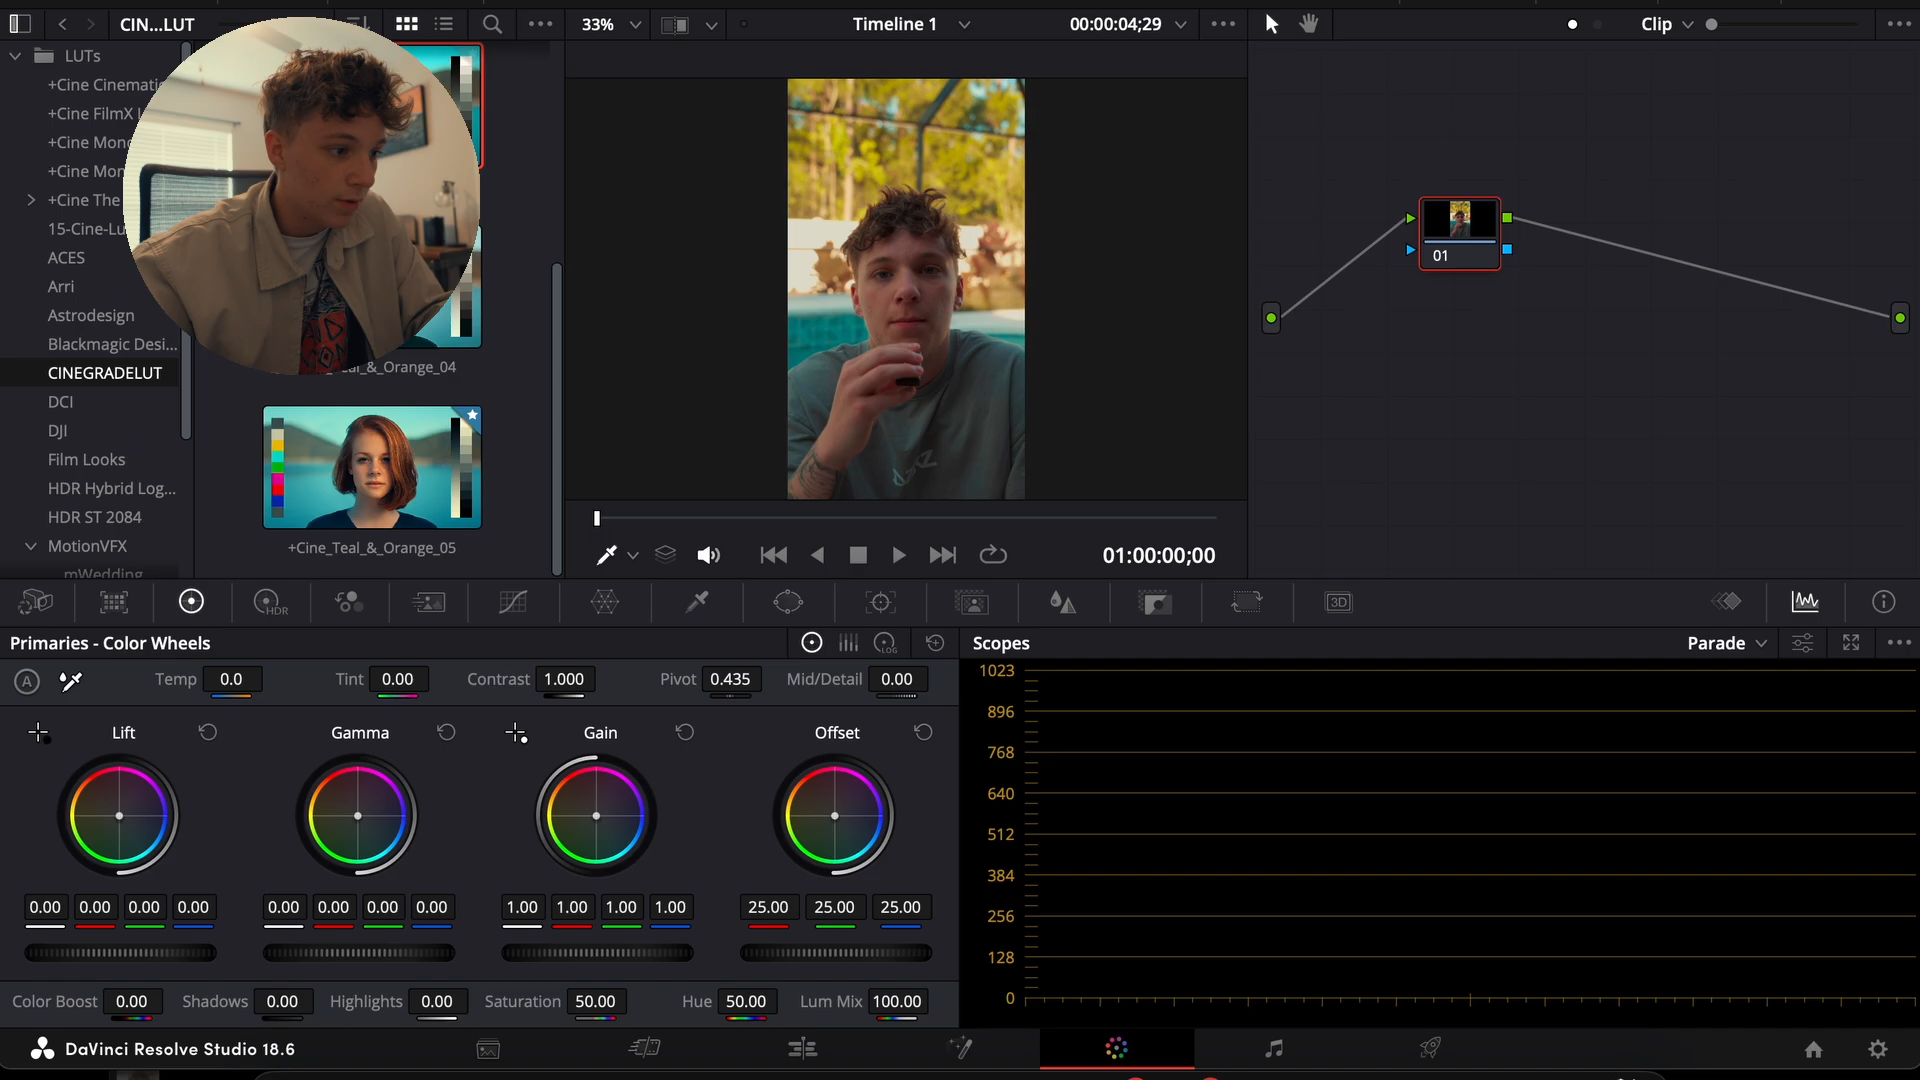 CIN...LUT
33%
Timeline 1
00:00:04;29
Clip
LUTs
+Cine Cinematic
+Cine FilmX
+Cine Mono
+Cine Mon
+Cine The
15-Cine-Lu
ACES
Arri
Astrodesign
Blackmagic Desi...
CINEGRADELUT
DCI
DJI
Film Looks
HDR Hybrid Log...
HDR ST 2084
MotionVFX
mWedding
_&_Orange_04
+Cine_Teal_&_Orange_05
01
01:00:00;00
HDR
3D
Primaries - Color Wheels
LOG
Scopes
Parade
A
Temp 0.0
Tint 0.00
Contrast 1.000
Pivot 0.435
Mid/Detail 0.00
Lift
Gamma
Gain
Offset
0.00 0.00 0.00 0.00
0.00 0.00 0.00 0.00
1.00 1.00 1.00 1.00
25.00 25.00 25.00
Color Boost 0.00
Shadows 0.00
Highlights 0.00
Saturation 50.00
Hue 50.00
Lum Mix 100.00
1023
896
768
640
512
384
256
128
0
DaVinci Resolve Studio 18.6